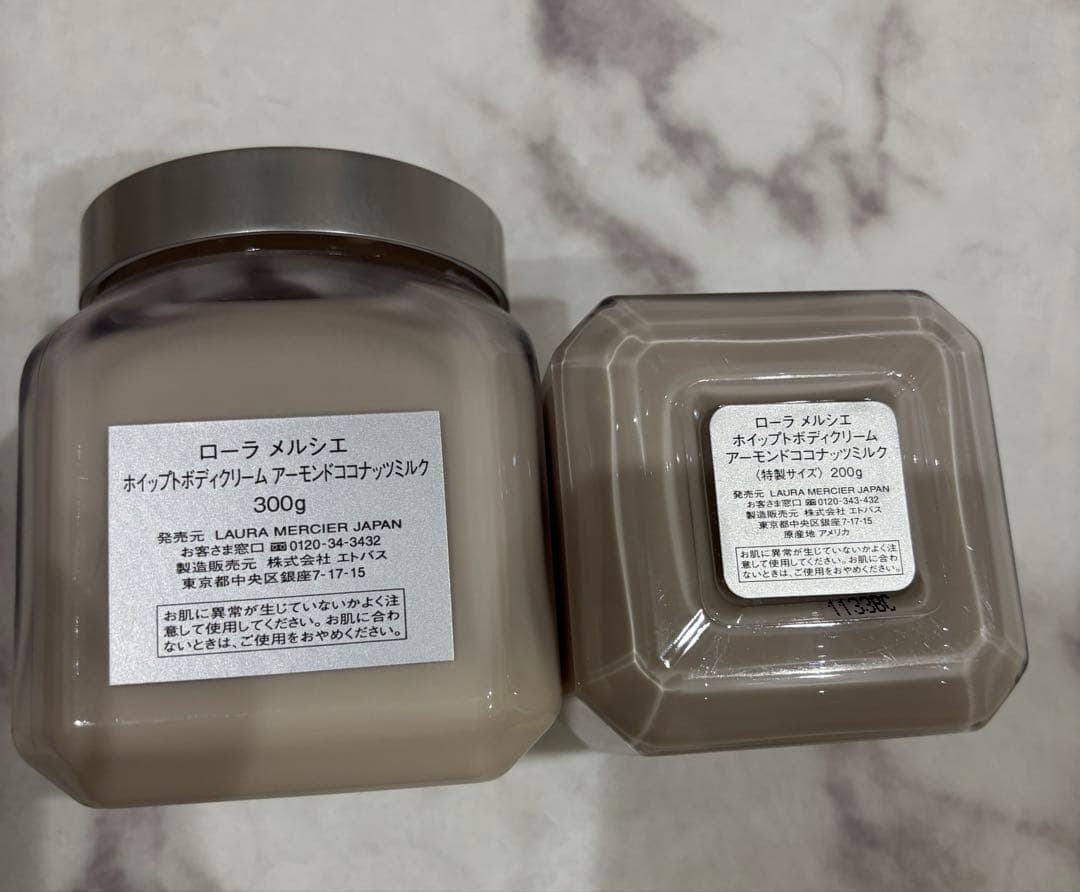 ローラ メルシエ
ホイップトボディクリーム アーモンドココナッツミルク
300g
発売元 LAURA MERCIER JAPAN
お客さま窓口 0120-34-3432
製造販売元 株式会社 エトバス
東京都中央区銀座7-17-15
お肌に異常が生じていないかよく注
意して使用してください。お肌に合わ
ないときは、ご使用をおやめください。
ローラ メルシエ
ホイップトボディクリーム
アーモンドココナッツミルク
〈特製サイズ〉 200g
発売元 LAURA MERCIER JAPAN
お客さま窓口 0120-343-432
製造販売元 株式会社 エトバス
東京都中央区銀座7-17-15
原産地 アメリカ
お肌に異常が生じていないかよく注
意して使用してください。お肌に合わ
ないときは、ご使用をおやめください。
1133BC